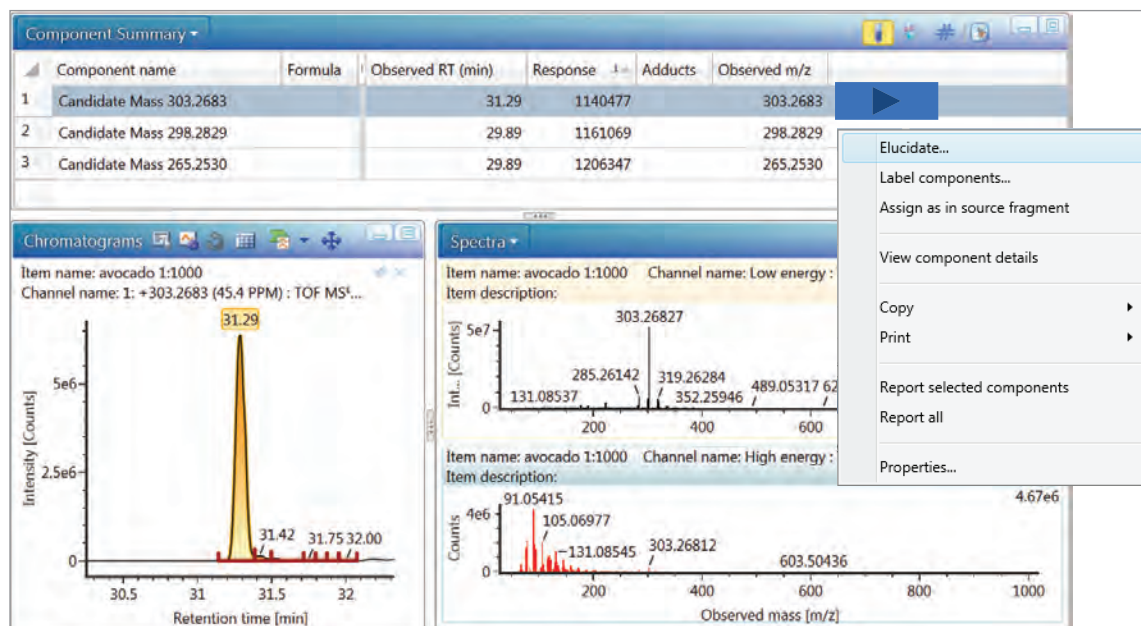 Component Summary
Component name Formula Observed RT (min) Response Adducts Observed m/z
1 Candidate Mass 303.2683 31.29 1140477 303.2683
2 Candidate Mass 298.2829 29.89 1161069 298.2829
3 Candidate Mass 265.2530 29.89 1206347 265.2530
Elucidate...
Label components...
Assign as in source fragment
View component details
Copy
Print
Report selected components
Report all
Properties...
Chromatograms
Item name: avocado 1:1000
Channel name: 1: +303.2683 (45.4 PPM) : TOF MSᴱ...
31.29
5e6
2.5e6
0
31.42 31.75 32.00
30.5 31 31.5 32
Intensity [Counts]
Retention time [min]
Spectra
Item name: avocado 1:1000 Channel name: Low energy :
Item description:
303.26827
5e7
285.26142 319.26284 489.05317 62
131.08537 352.25946
0
200 400 600
Int... [Counts]
Item name: avocado 1:1000 Channel name: High energy :
Item description:
91.05415 4.67e6
4e6 105.06977
131.08545 303.26812
603.50436
0
200 400 600 800 1000
Counts
Observed mass [m/z]